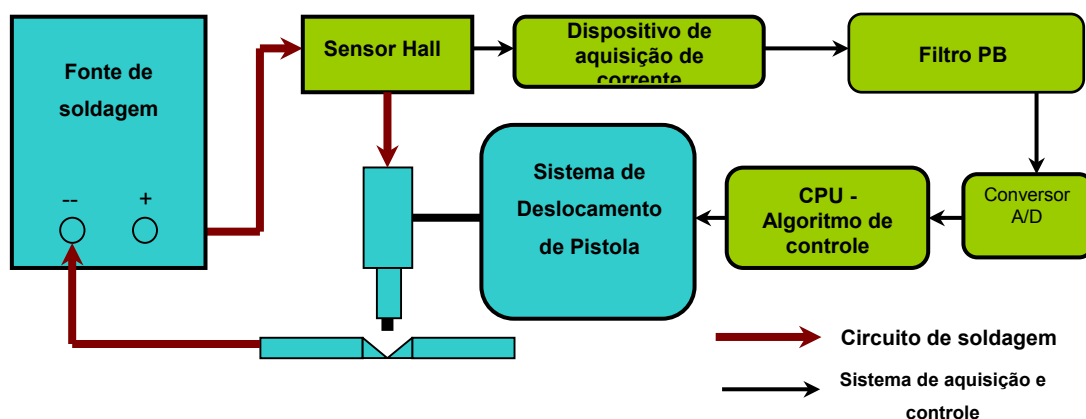 Fonte de
soldagem
--
+
Sensor Hall
Dispositivo de
aquisição de
corrente
Filtro PB
Sistema de
Deslocamento
de Pistola
CPU -
Algoritmo de
controle
Conversor
A/D
Circuito de soldagem
Sistema de aquisição e
controle